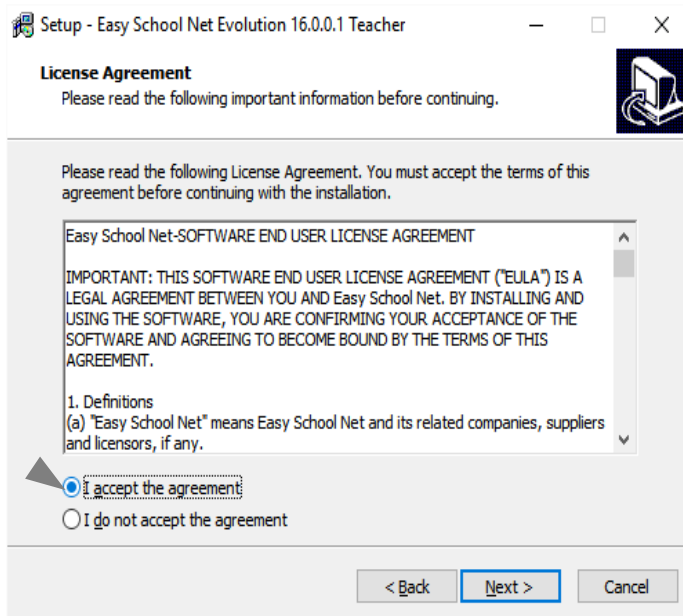 Setup - Easy School Net Evolution 16.0.0.1 Teacher
License Agreement
Please read the following important information before continuing.
Please read the following License Agreement. You must accept the terms of this
agreement before continuing with the installation.
Easy School Net-SOFTWARE END USER LICENSE AGREEMENT
IMPORTANT: THIS SOFTWARE END USER LICENSE AGREEMENT ("EULA") IS A
LEGAL AGREEMENT BETWEEN YOU AND Easy School Net. BY INSTALLING AND
USING THE SOFTWARE, YOU ARE CONFIRMING YOUR ACCEPTANCE OF THE
SOFTWARE AND AGREEING TO BECOME BOUND BY THE TERMS OF THIS
AGREEMENT.
1. Definitions
(a) "Easy School Net" means Easy School Net and its related companies, suppliers
and licensors, if any.
I accept the agreement
I do not accept the agreement
< Back Next > Cancel